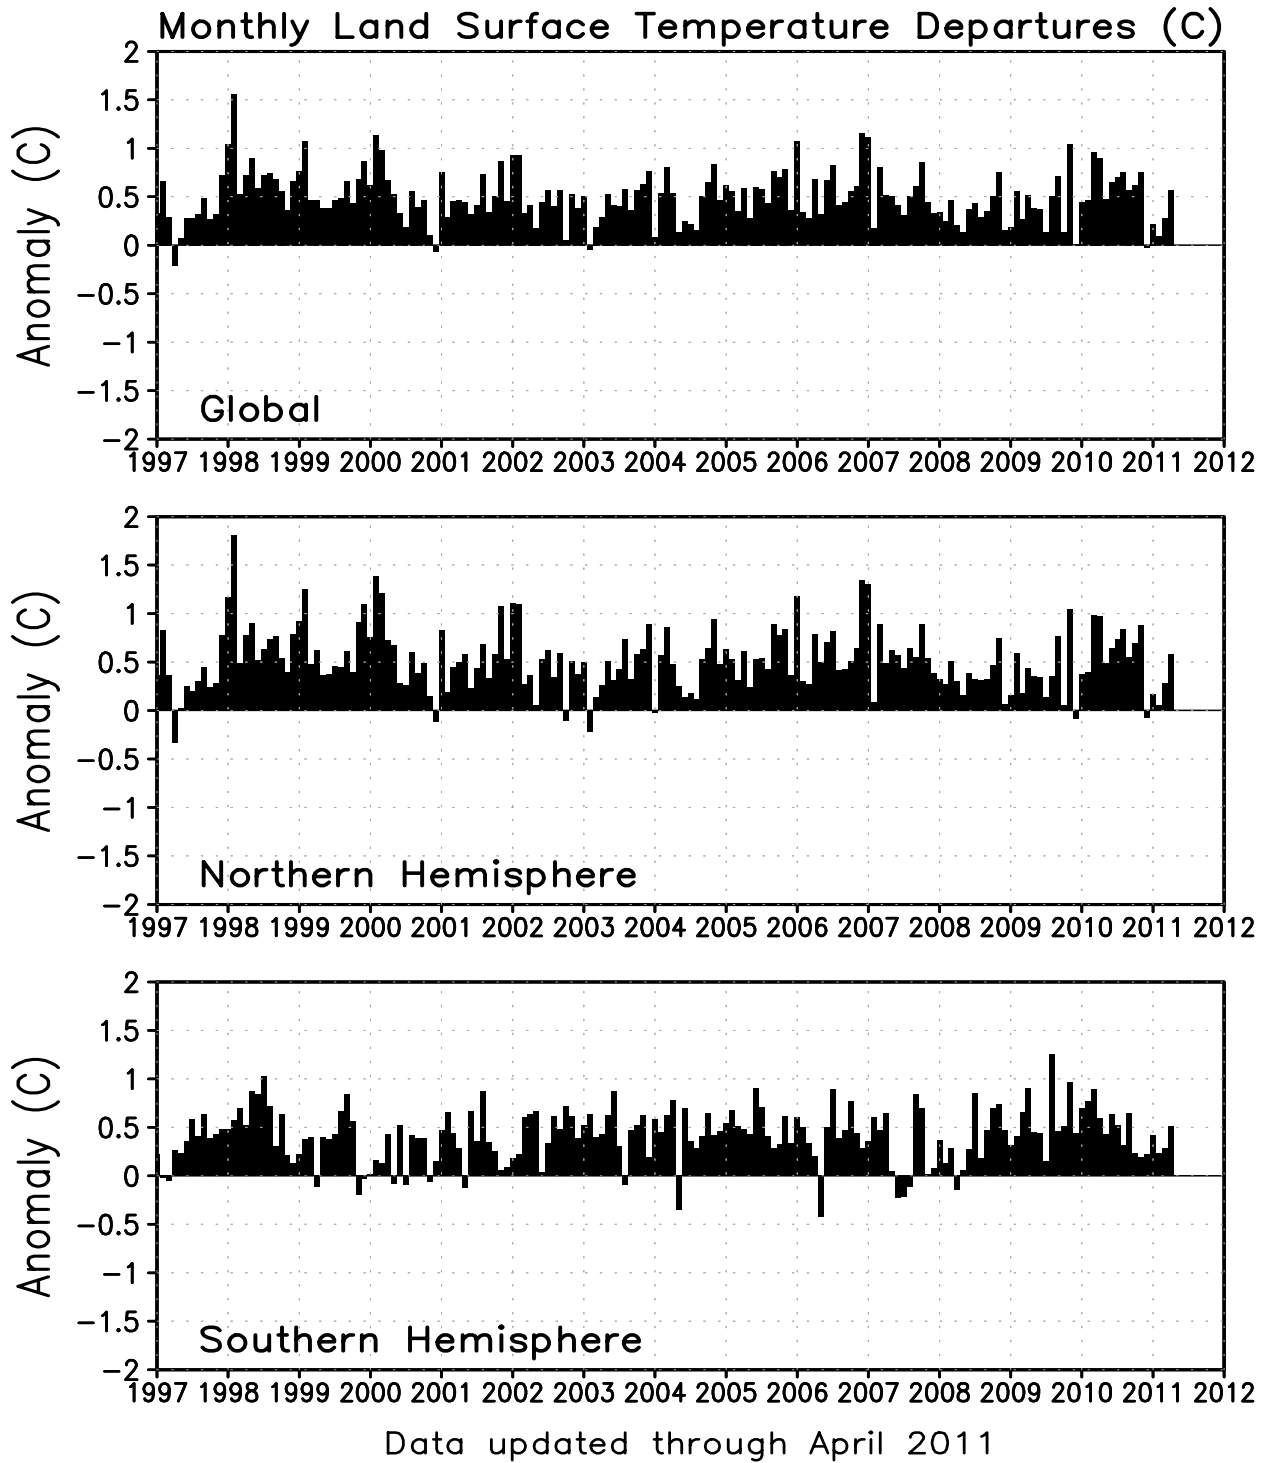 Monthly Land Surface Temperature Departures (C)
2
1.5
1
0.5
0
−0.5
−1
−1.5
−2
Anomaly (C)
Global
1997 1998 1999 2000 2001 2002 2003 2004 2005 2006 2007 2008 2009 2010 2011 2012
2
1.5
1
0.5
0
−0.5
−1
−1.5
−2
Anomaly (C)
Northern Hemisphere
1997 1998 1999 2000 2001 2002 2003 2004 2005 2006 2007 2008 2009 2010 2011 2012
2
1.5
1
0.5
0
−0.5
−1
−1.5
−2
Anomaly (C)
Southern Hemisphere
1997 1998 1999 2000 2001 2002 2003 2004 2005 2006 2007 2008 2009 2010 2011 2012
Data updated through April 2011